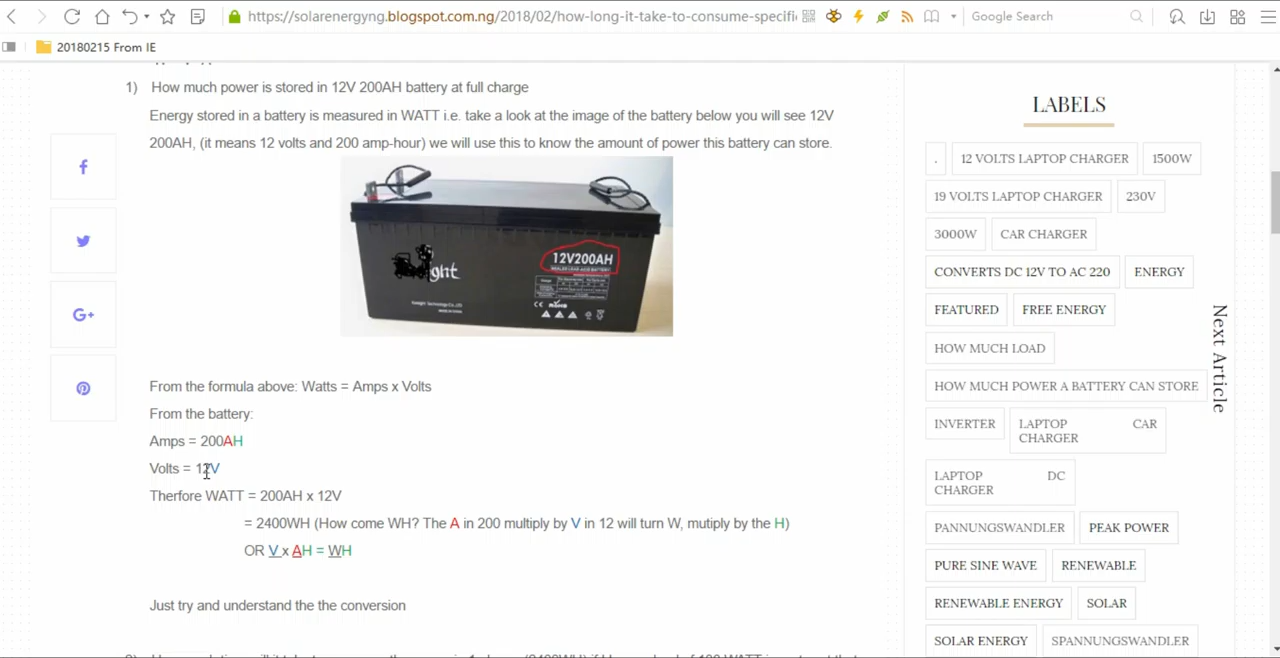 https://solarenergyng.blogspot.com.ng/2018/02/how-long-it-take-to-consume-specifi
Google Search
20180215 From IE
1) How much power is stored in 12V 200AH battery at full charge
Energy stored in a battery is measured in WATT i.e. take a look at the image of the battery below you will see 12V
200AH, (it means 12 volts and 200 amp-hour) we will use this to know the amount of power this battery can store.
ght
12V200AH
SEALED LEAD ACID BATTERY
From the formula above: Watts = Amps x Volts
From the battery:
Amps = 200AH
Volts = 12V
Therfore WATT = 200AH x 12V
= 2400WH (How come WH? The A in 200 multiply by V in 12 will turn W, mutiply by the H)
OR V x AH = WH
Just try and understand the the conversion
G+
LABELS
.
12 VOLTS LAPTOP CHARGER
1500W
19 VOLTS LAPTOP CHARGER
230V
3000W
CAR CHARGER
CONVERTS DC 12V TO AC 220
ENERGY
FEATURED
FREE ENERGY
HOW MUCH LOAD
HOW MUCH POWER A BATTERY CAN STORE
INVERTER
LAPTOP CAR
CHARGER
LAPTOP DC
CHARGER
PANNUNGSWANDLER
PEAK POWER
PURE SINE WAVE
RENEWABLE
RENEWABLE ENERGY
SOLAR
SOLAR ENERGY
SPANNUNGSWANDLER
Next Article